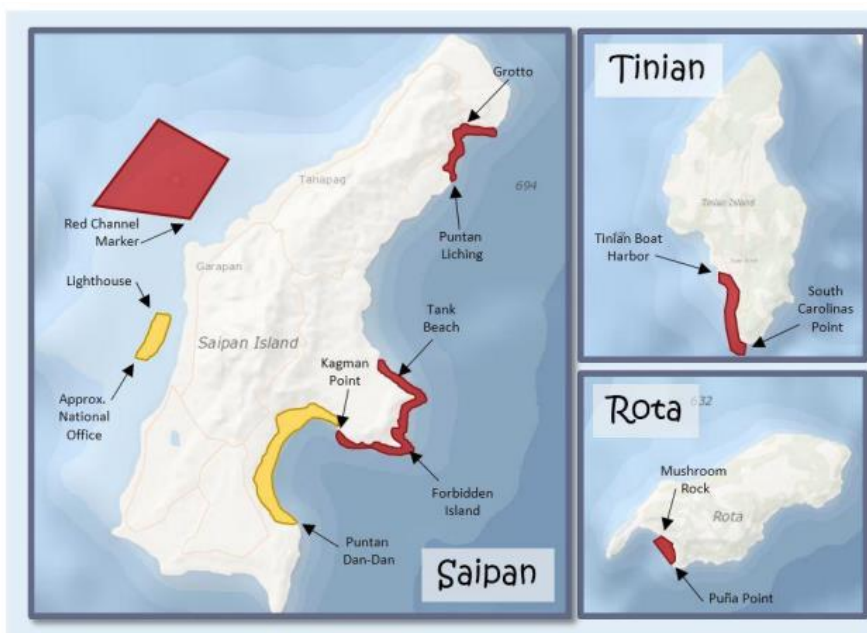 Grotto
Tanapag
694
Red Channel
Marker
Puntan
Liching
Garapan
Lighthouse
Tank
Beach
Saipan Island
Kagman
Point
Approx.
National
Office
Forbidden
Island
Puntan
Dan-Dan
Saipan
Tinian
Tinian Island
Tinian Boat
Harbor
South
Carolinas
Point
Rota
632
Mushroom
Rock
Rota
Puña Point